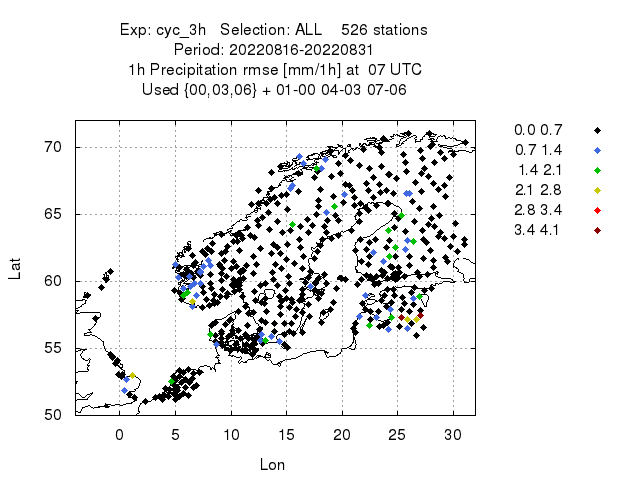 Exp: cyc_3h   Selection: ALL    526 stations
Period: 20220816-20220831
1h Precipitation rmse [mm/1h] at  07 UTC
Used {00,03,06} + 01-00 04-03 07-06
0.0 0.7
0.7 1.4
1.4 2.1
2.1 2.8
2.8 3.4
3.4 4.1
Lat
70
65
60
55
50
0 5 10 15 20 25 30
Lon